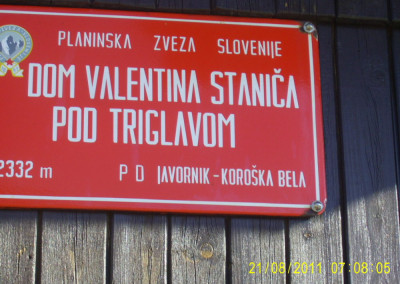 PLANINSKA ZVEZA SLOVENIJE
DOM VALENTINA STANIČA
POD TRIGLAVOM
2332 m P D JAVORNIK - KOROŠKA BELA
21/08/2011 07:08:05